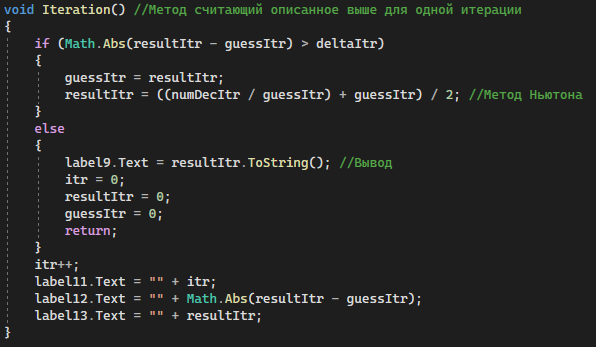 void Iteration() //Метод считающий описанное выше для одной итерации
{
if (Math.Abs(resultItr - guessItr) > deltaItr)
{
guessItr = resultItr;
resultItr = ((numDecItr / guessItr) + guessItr) / 2; //Метод Ньютона
}
else
{
label9.Text = resultItr.ToString(); //Вывод
itr = 0;
resultItr = 0;
guessItr = 0;
return;
}
itr++;
label11.Text = "" + itr;
label12.Text = "" + Math.Abs(resultItr - guessItr);
label13.Text = "" + resultItr;
}